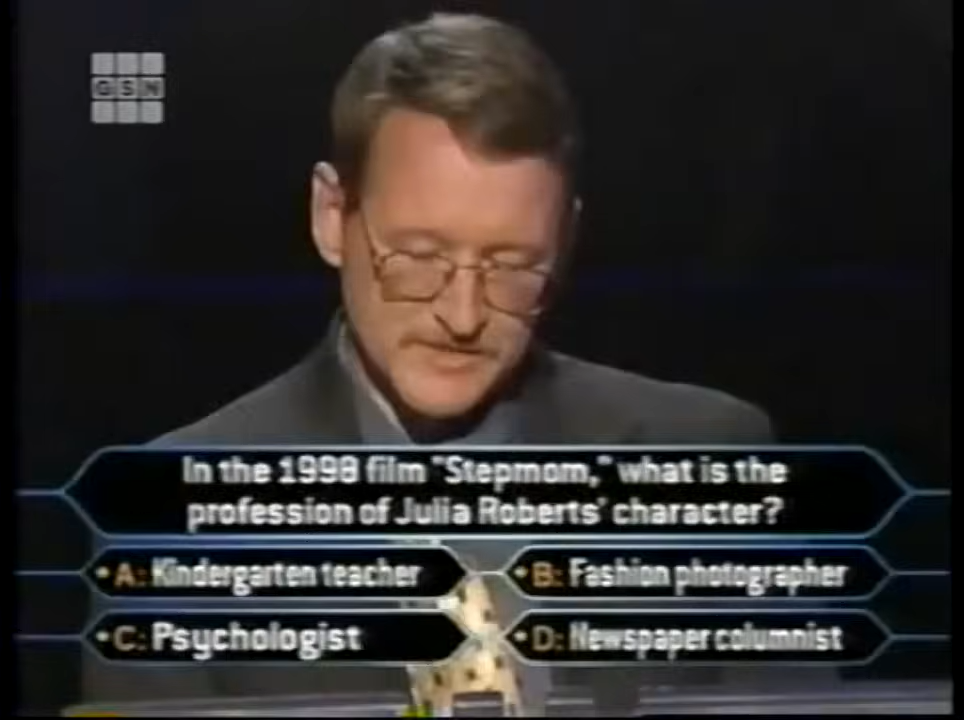 GSN
In the 1998 film "Stepmom," what is the
profession of Julia Roberts' character?
A: Kindergarten teacher
B: Fashion photographer
C: Psychologist
D: Newspaper columnist